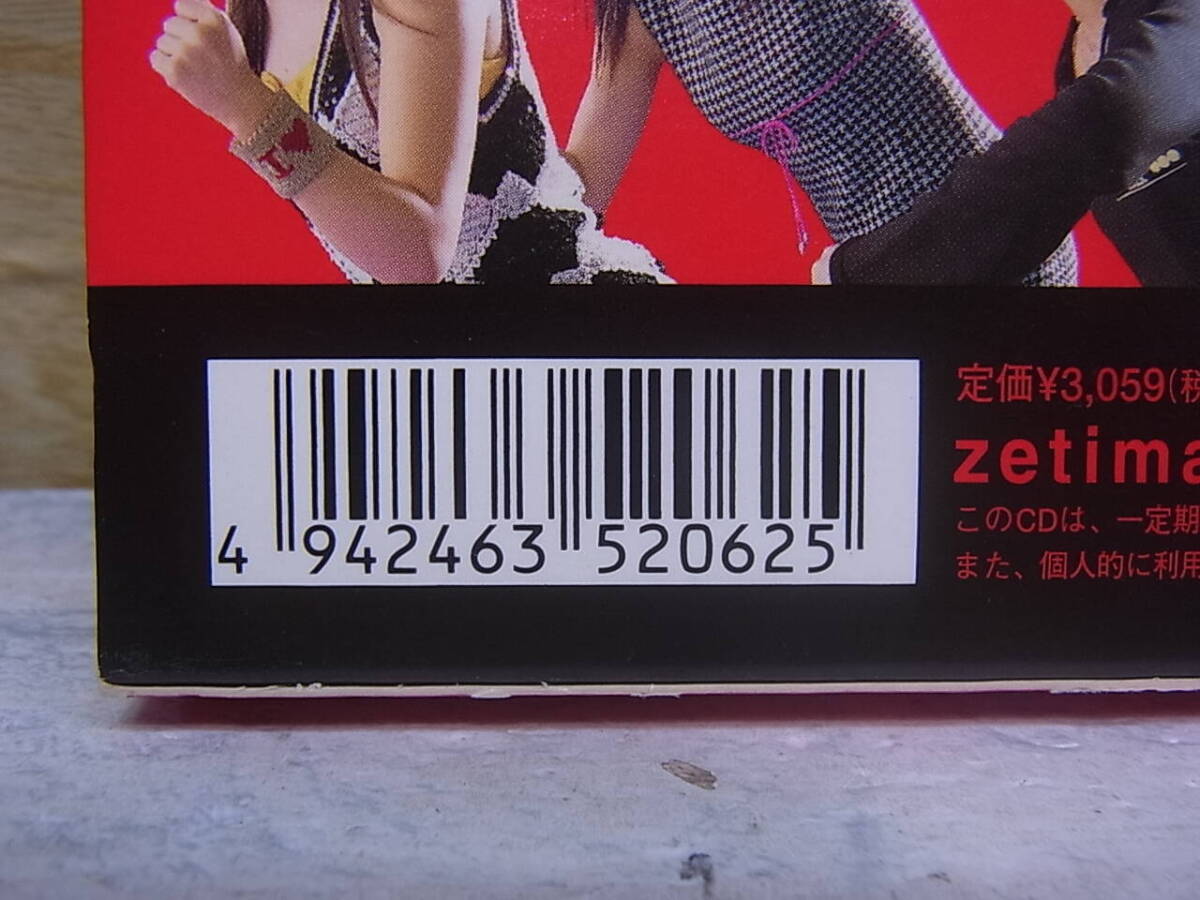 I♥
定価¥3,059(税
zetima
このCDは、一定期
また、個人的に利用
4 942463 520625